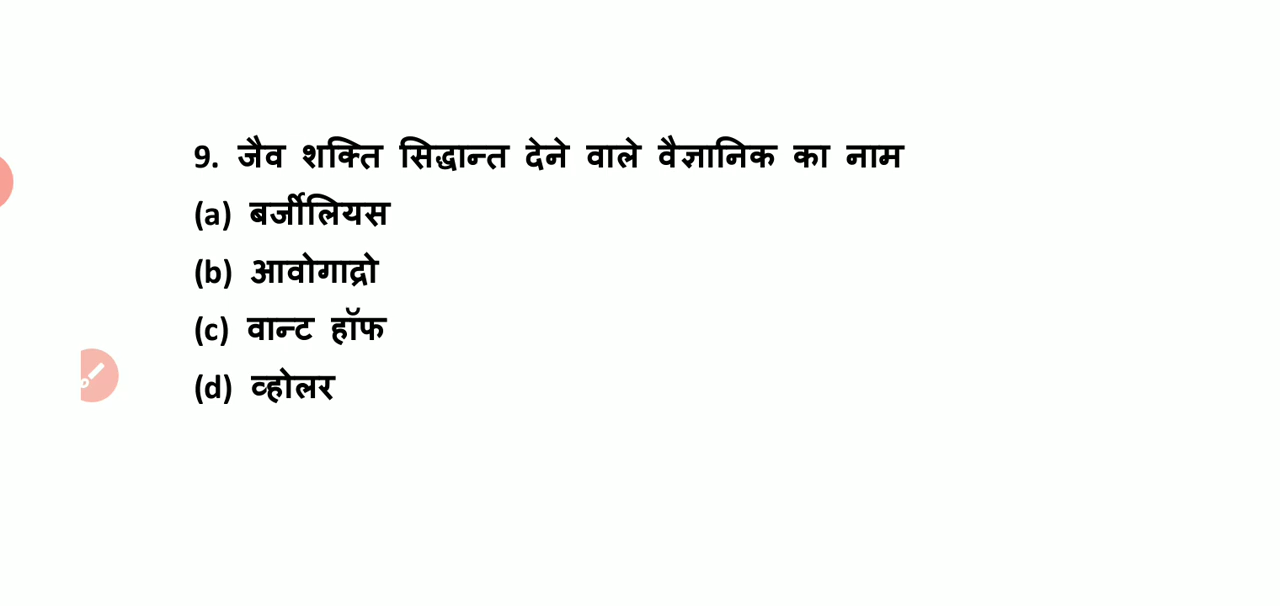 9. जैव शक्ति सिद्धान्त देने वाले वैज्ञानिक का नाम
(a) बर्जीलियस
(b) आवोगाद्रो
(c) वान्ट हॉफ
(d) व्होलर